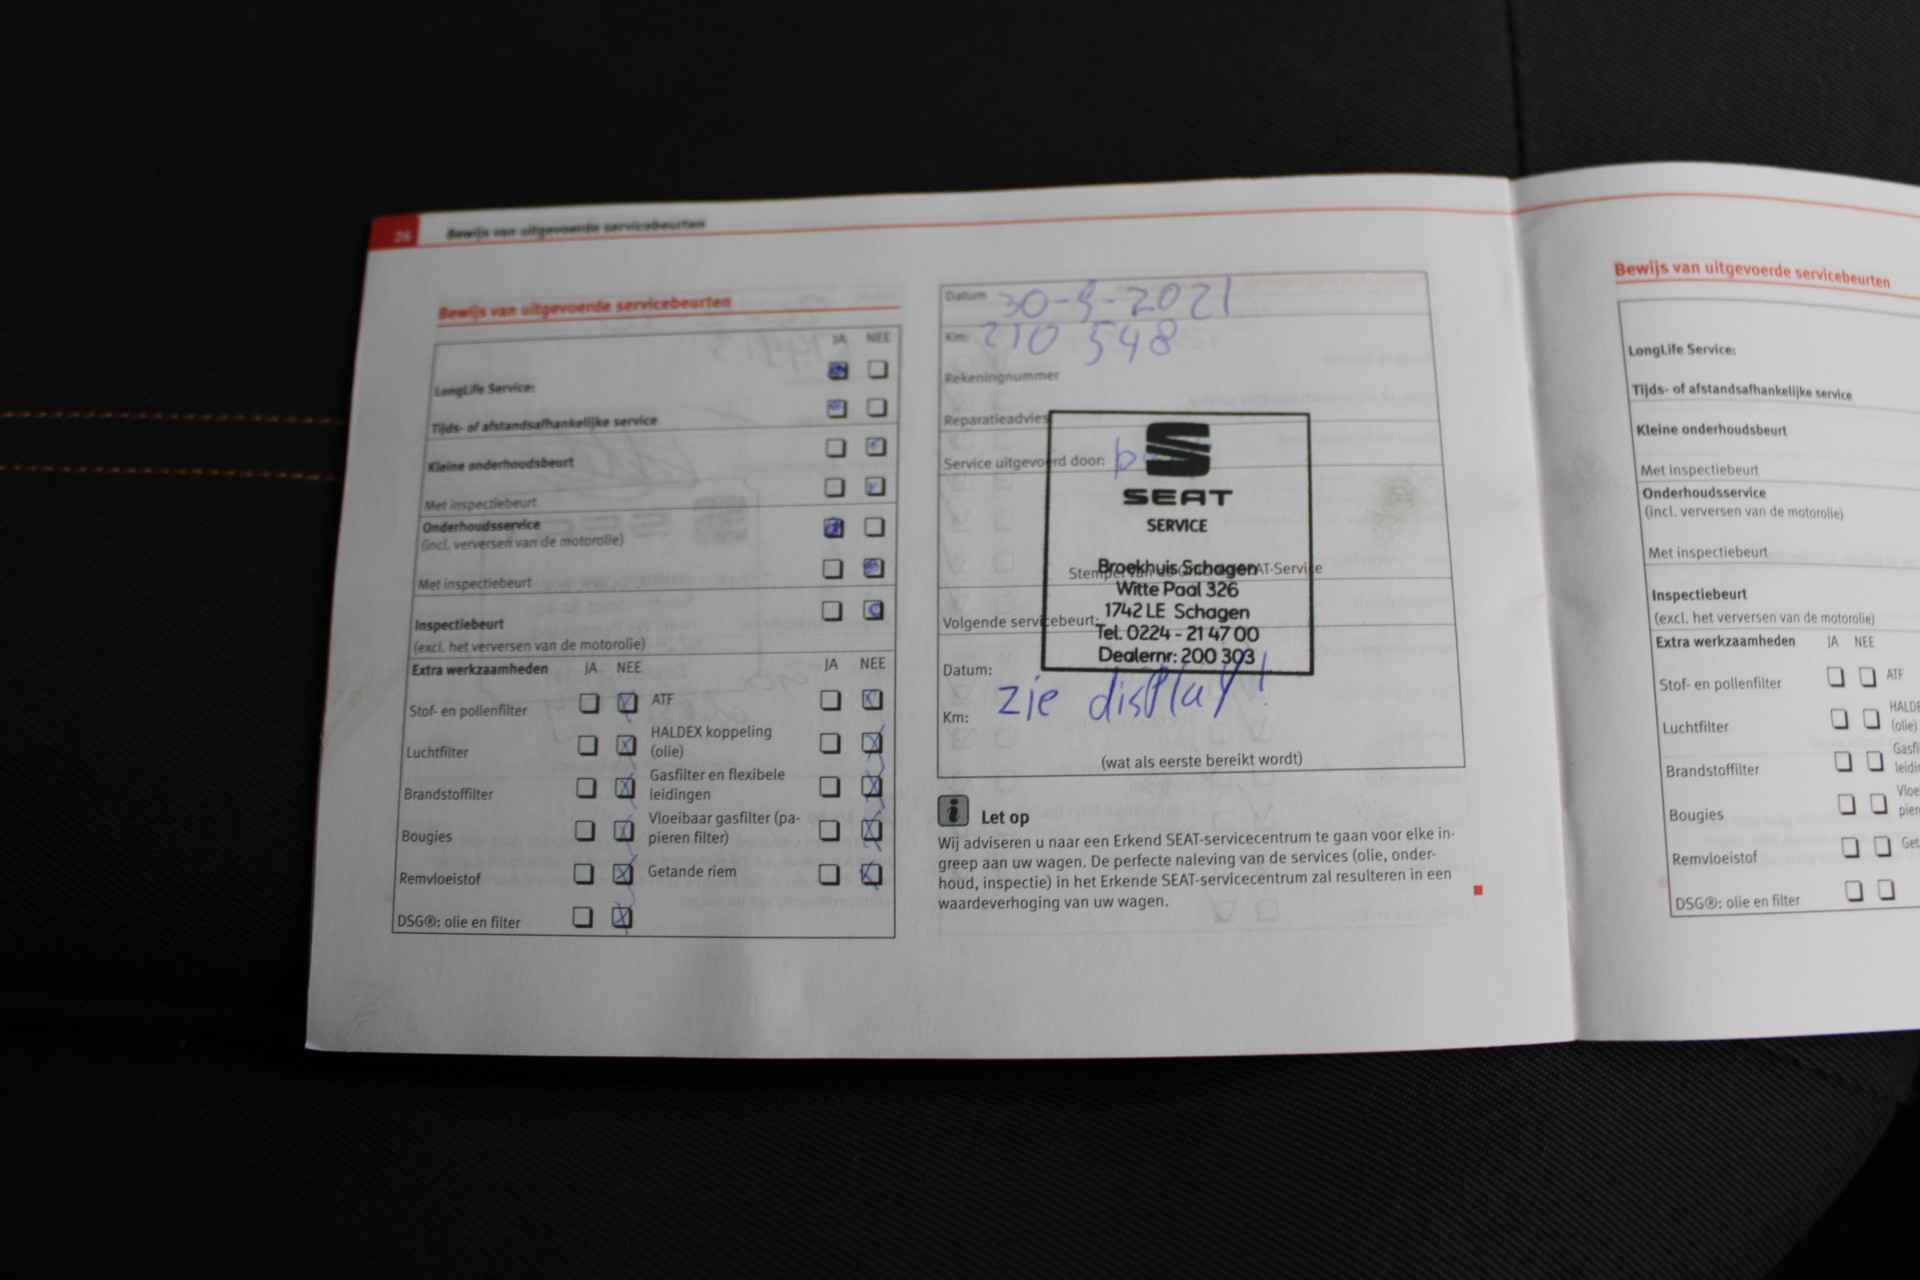 26 Bewijs van uitgevoerde servicebeurten
Bewijs van uitgevoerde servicebeurten
JA NEE
LongLife Service:
Tijds- of afstandsafhankelijke service
Kleine onderhoudsbeurt
Met inspectiebeurt
Onderhoudsservice
(incl. verversen van de motorolie)
Met inspectiebeurt
Inspectiebeurt
(excl. het verversen van de motorolie)
Extra werkzaamheden JA NEE JA NEE
Stof- en pollenfilter
ATF
Luchtfilter
HALDEX koppeling
(olie)
Brandstoffilter
Gasfilter en flexibele
leidingen
Bougies
Vloeibaar gasfilter (pa-
pieren filter)
Remvloeistof
Getande riem
DSG®: olie en filter
Datum 30-9-2021
Km: 210 548
Rekeningnummer
Reparatieadvies
Service uitgevoerd door:
SEAT
SERVICE
Broekhuis Schagen
Witte Paal 326
1742 LE Schagen
Tel. 0224 - 21 47 00
Dealernr: 200 303
Stempel SEAT-Service
Volgende servicebeurt:
Datum:
Km: zie display!
(wat als eerste bereikt wordt)
i Let op
Wij adviseren u naar een Erkend SEAT-servicecentrum te gaan voor elke in-
greep aan uw wagen. De perfecte naleving van de services (olie, onder-
houd, inspectie) in het Erkende SEAT-servicecentrum zal resulteren in een
waardeverhoging van uw wagen.
Bewijs van uitgevoerde servicebeurten
LongLife Service:
Tijds- of afstandsafhankelijke service
Kleine onderhoudsbeurt
Met inspectiebeurt
Onderhoudsservice
(incl. verversen van de motorolie)
Met inspectiebeurt
Inspectiebeurt
(excl. het verversen van de motorolie)
Extra werkzaamheden JA NEE
Stof- en pollenfilter
ATF
Luchtfilter
HALDE
(olie)
Brandstoffilter
Gasfi
leidin
Bougies
Vloe
pier
Remvloeistof
Get
DSG®: olie en filter